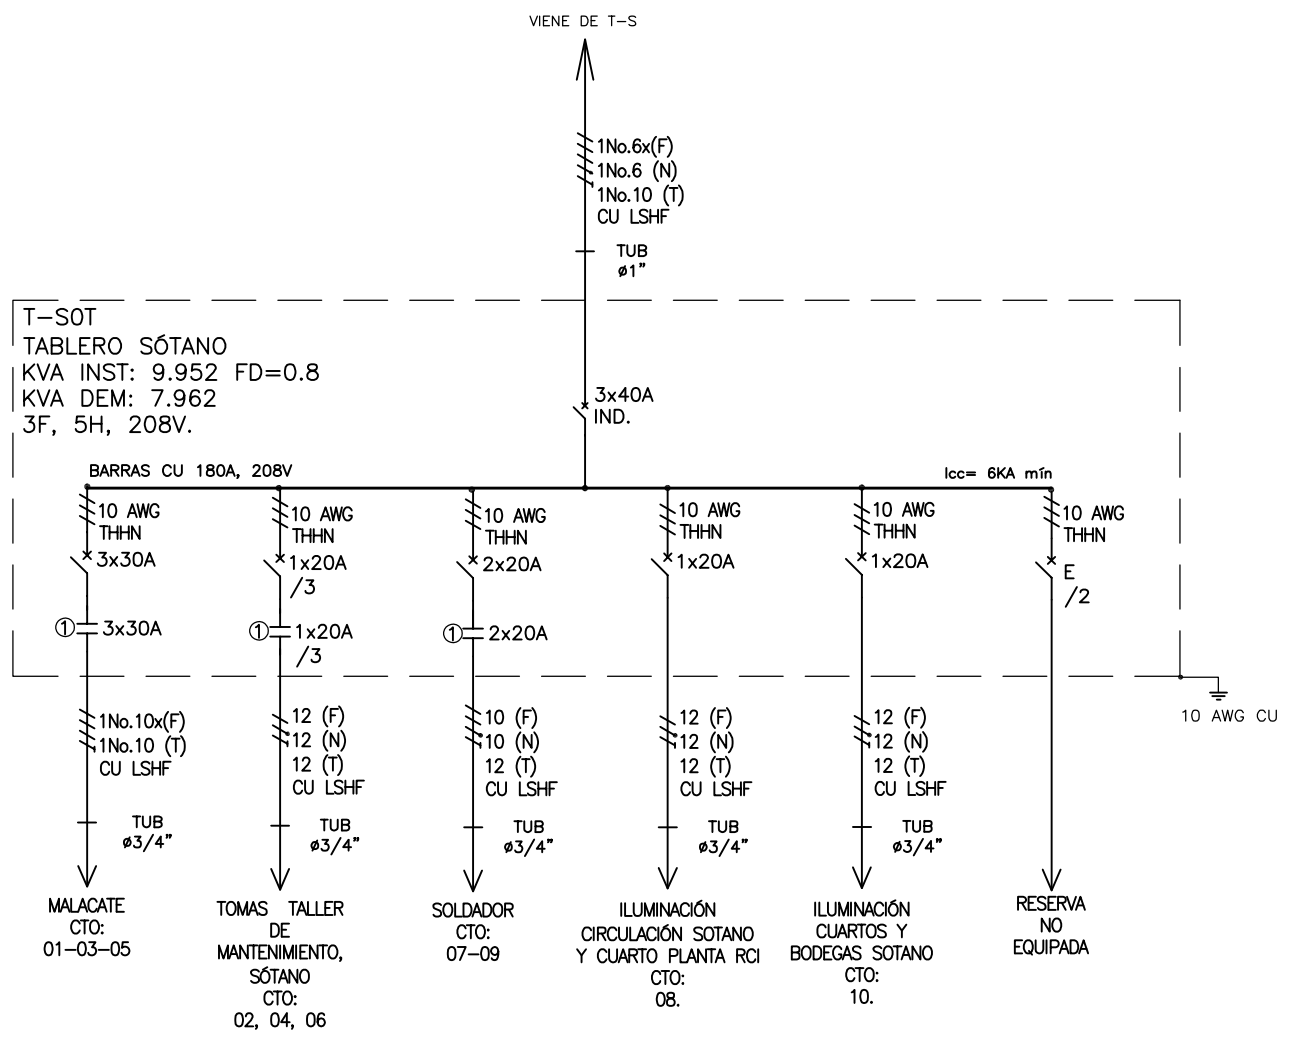 VIENE DE T-S
1No.6x(F)
1No.6 (N)
1No.10 (T)
CU LSHF
TUB
ø1"
T-SOT
TABLERO SÓTANO
KVA INST: 9.952 FD=0.8
KVA DEM: 7.962
3F, 5H, 208V.
3x40A
IND.
BARRAS CU 180A, 208V
Icc= 6KA mín
10 AWG
THHN
3x30A
1 3x30A
1No.10x(F)
1No.10 (T)
CU LSHF
TUB
ø3/4"
MALACATE
CTO:
01-03-05
10 AWG
THHN
1x20A
/3
1 1x20A
/3
12 (F)
12 (N)
12 (T)
CU LSHF
TUB
ø3/4"
TOMAS TALLER
DE
MANTENIMIENTO,
SÓTANO
CTO:
02, 04, 06
10 AWG
THHN
2x20A
1 2x20A
10 (F)
10 (N)
12 (T)
CU LSHF
TUB
ø3/4"
SOLDADOR
CTO:
07-09
10 AWG
THHN
1x20A
12 (F)
12 (N)
12 (T)
CU LSHF
TUB
ø3/4"
ILUMINACIÓN
CIRCULACIÓN SOTANO
Y CUARTO PLANTA RCI
CTO:
08.
10 AWG
THHN
1x20A
12 (F)
12 (N)
12 (T)
CU LSHF
TUB
ø3/4"
ILUMINACIÓN
CUARTOS Y
BODEGAS SOTANO
CTO:
10.
10 AWG
THHN
E
/2
RESERVA
NO
EQUIPADA
10 AWG CU